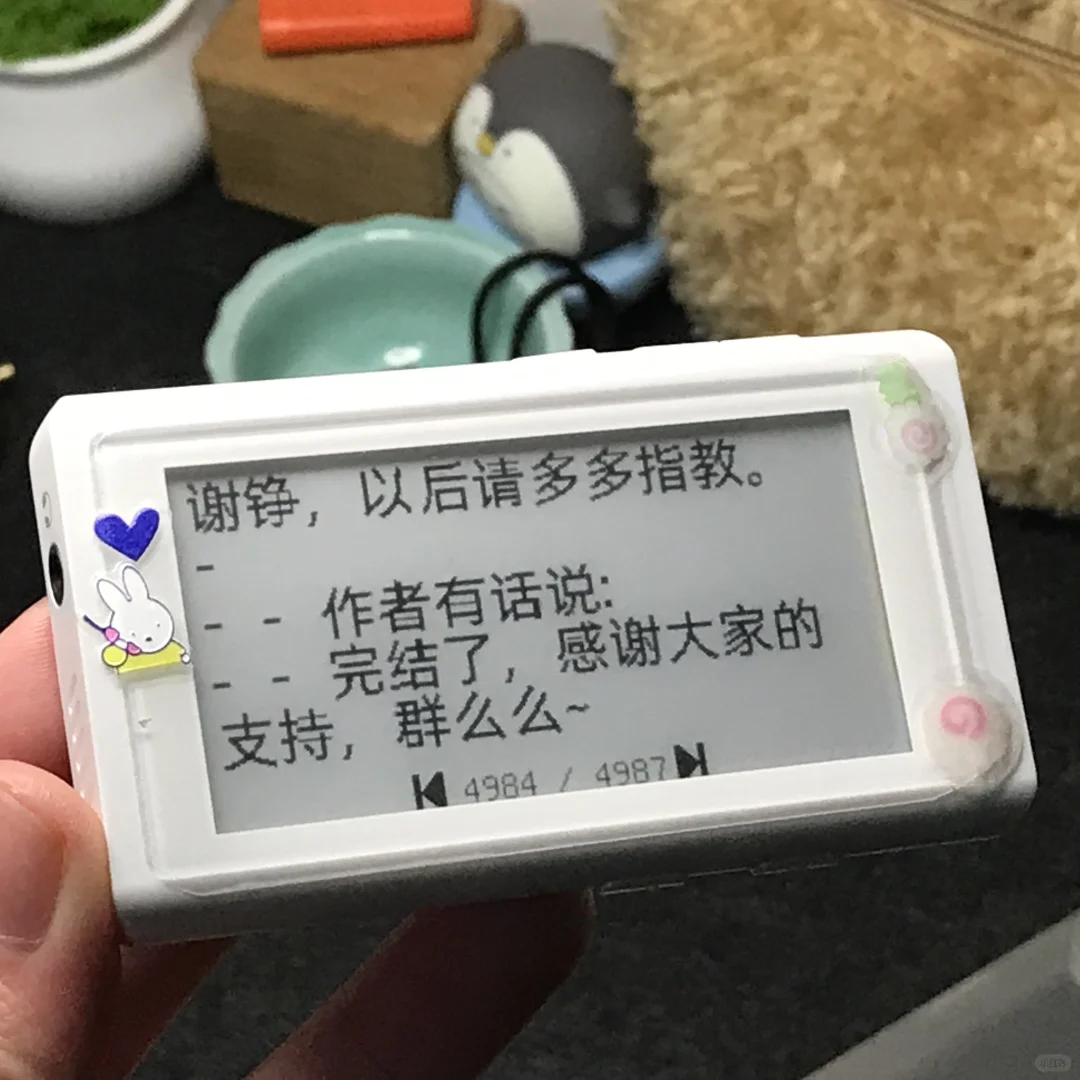 谢铮，以后请多多指教。
-
- - 作者有话说:
- - 完结了，感谢大家的
支持，群么么~
4984 / 4987